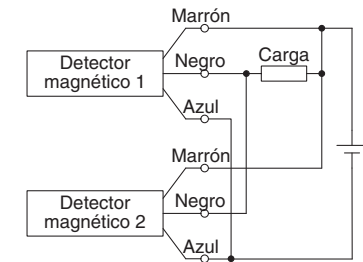 Marrón
Detector
magnético 1
Negro
Carga
Azul
Marrón
Detector
magnético 2
Negro
Azul